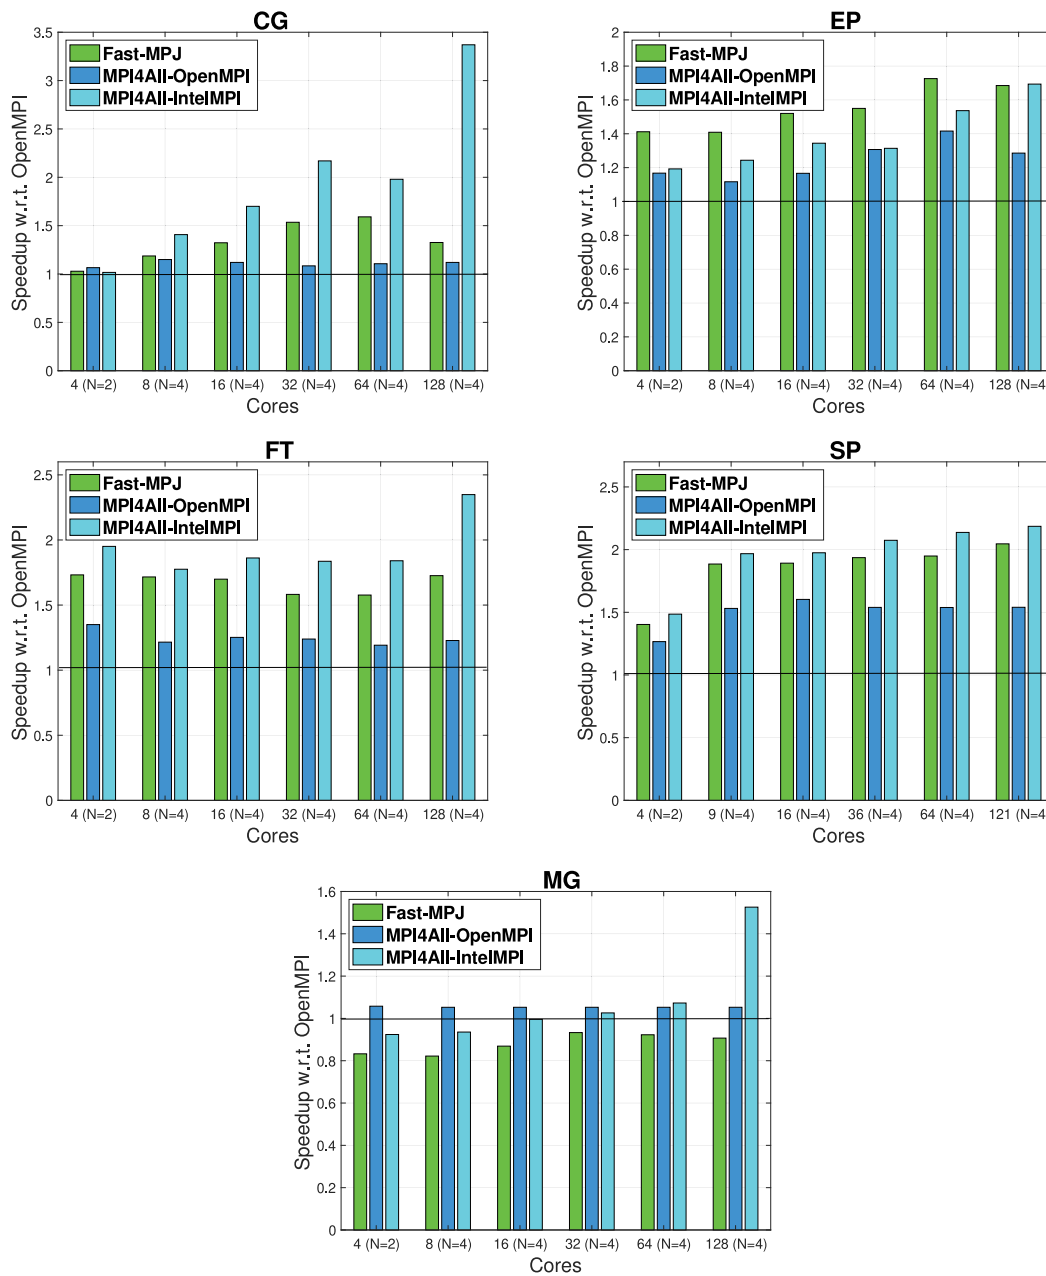 CG
3.5
3
2.5
2
1.5
1
0.5
0
Speedup w.r.t. OpenMPI
Fast-MPJ
MPI4All-OpenMPI
MPI4All-IntelMPI
4 (N=2) 8 (N=4) 16 (N=4) 32 (N=4) 64 (N=4) 128 (N=4)
Cores
EP
2
1.8
1.6
1.4
1.2
1
0.8
0.6
0.4
0.2
0
Speedup w.r.t. OpenMPI
Fast-MPJ
MPI4All-OpenMPI
MPI4All-IntelMPI
4 (N=2) 8 (N=4) 16 (N=4) 32 (N=4) 64 (N=4) 128 (N=4
Cores
FT
2.5
2
1.5
1
0.5
0
Speedup w.r.t. OpenMPI
Fast-MPJ
MPI4All-OpenMPI
MPI4All-IntelMPI
4 (N=2) 8 (N=4) 16 (N=4) 32 (N=4) 64 (N=4) 128 (N=4)
Cores
SP
2.5
2
1.5
1
0.5
0
Speedup w.r.t. OpenMPI
Fast-MPJ
MPI4All-OpenMPI
MPI4All-IntelMPI
4 (N=2) 9 (N=4) 16 (N=4) 36 (N=4) 64 (N=4) 121 (N=4
Cores
MG
1.6
1.4
1.2
1
0.8
0.6
0.4
0.2
0
Speedup w.r.t. OpenMPI
Fast-MPJ
MPI4All-OpenMPI
MPI4All-IntelMPI
4 (N=2) 8 (N=4) 16 (N=4) 32 (N=4) 64 (N=4) 128 (N=4)
Cores